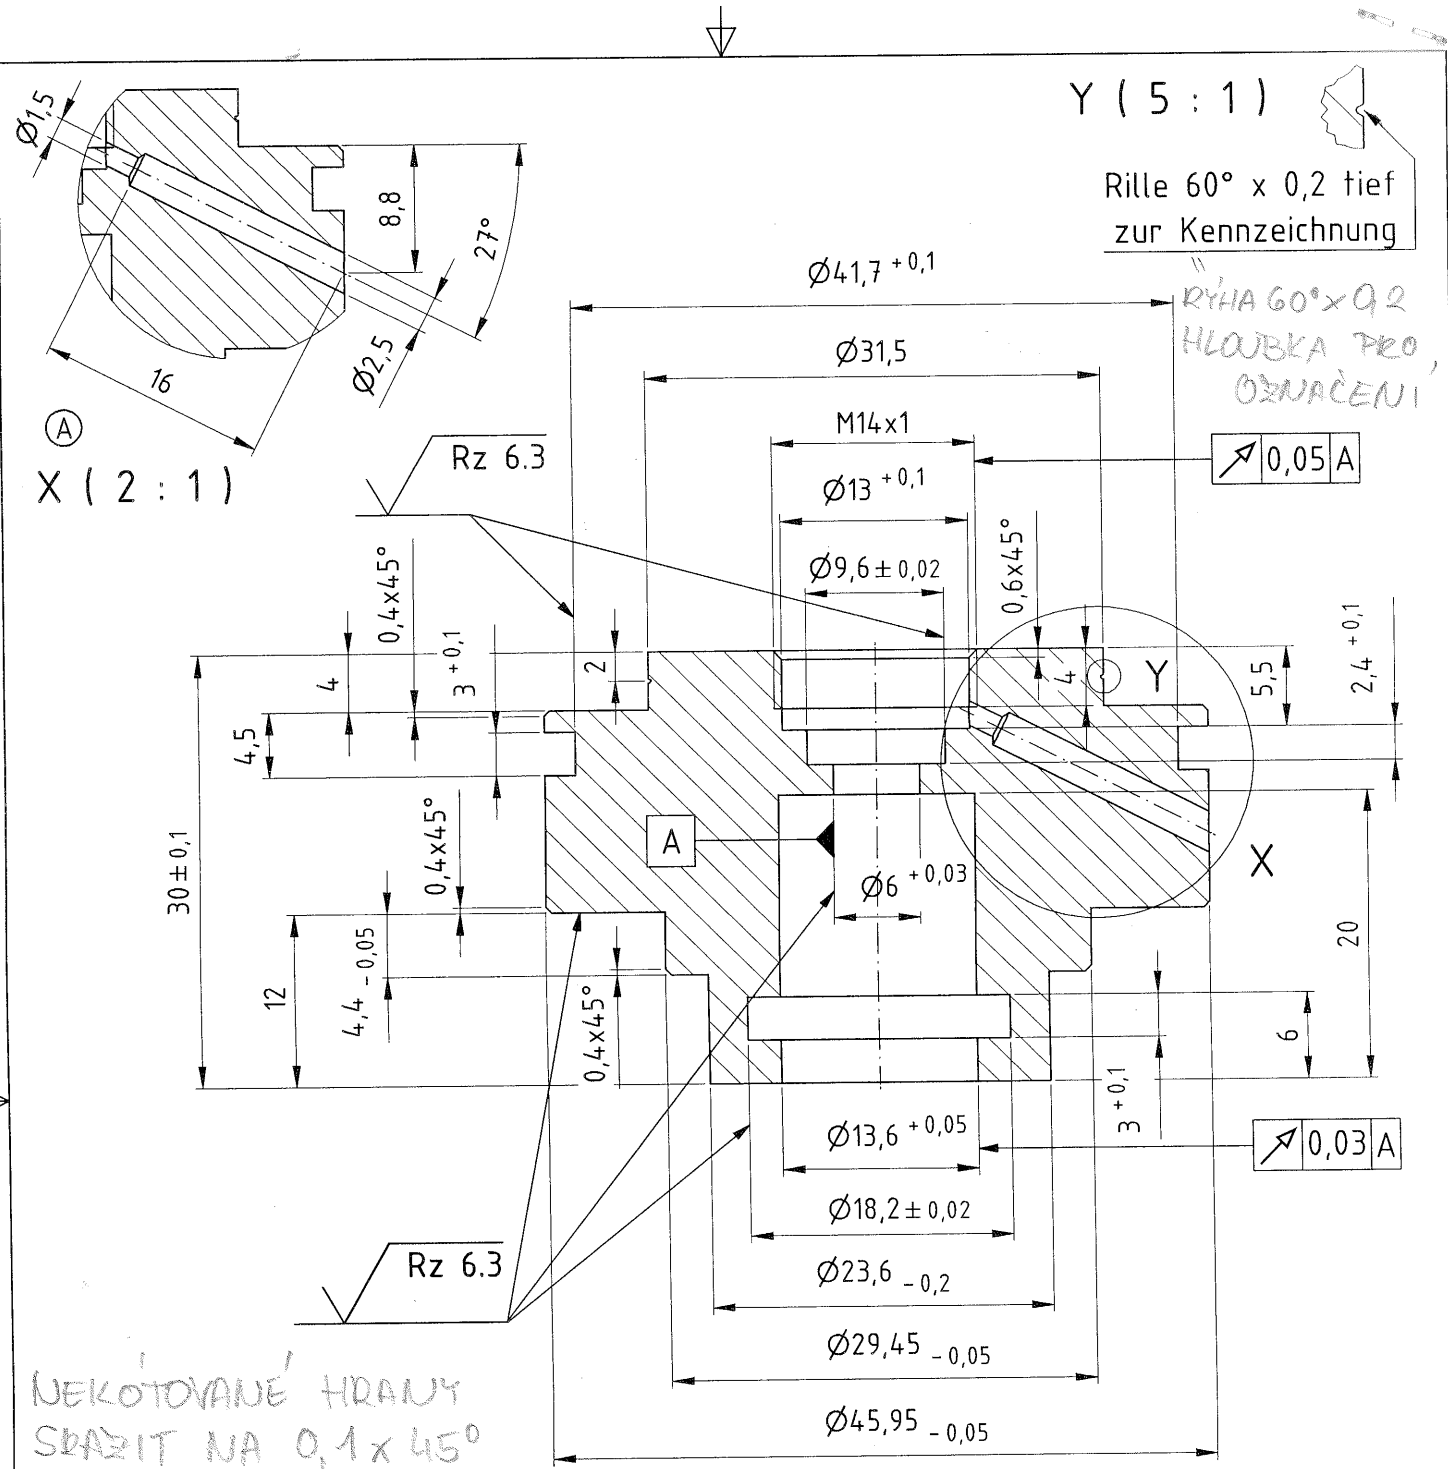 Y ( 5 : 1 )
Rille 60° x 0,2 tief
zur Kennzeichnung
RÝHA 60° x 0,2
HLOUBKA PRO
OZNAČENÍ
Ø1,5
8,8
27°
Ø2,5
16
A
X ( 2 : 1 )
Ø41,7 +0,1
Ø31,5
M14x1
0,05 A
Rz 6.3
Ø13 +0,1
Ø9,6±0,02
0,6x45°
0,4x45°
3 +0,1
4
2
4
Y
5,5
2,4 +0,1
4,5
30±0,1
0,4x45°
A
Ø6 +0,03
X
20
12
4,4 -0,05
0,4x45°
6
3 +0,1
Ø13,6 +0,05
0,03 A
Ø18,2±0,02
Rz 6.3
Ø23,6 -0,2
Ø29,45 -0,05
Ø45,95 -0,05
NEKÓTOVANÉ HRANY
SRAZIT NA 0,1 x 45°